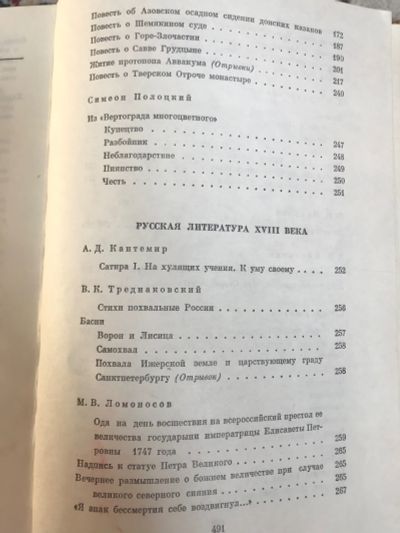 Повесть об Азовском осадном сидении донских казаков 172
Повесть о Шемякином суде . . . . . . . . . . . 187
Повесть о Горе-Злочастии . . . . . . . . . . . 190
Повесть о Савве Грудцыне . . . . . . . . . . . 201
Житие протопопа Аввакума (Отрывки) . . . . . . 217
Повесть о Тверском Отроче монастыре . . . . . . 240
Симеон Полоцкий
Из «Вертограда многоцветного»
Купецтво . . . . . . . . . . . 247
Разбойник . . . . . . . . . . . 248
Неблагодарствие . . . . . . . . . . . 249
Пиянство . . . . . . . . . . . 250
Честь . . . . . . . . . . . 251
РУССКАЯ ЛИТЕРАТУРА XVIII ВЕКА
А. Д. Кантемир
Сатира I. На хулящих учения. К уму своему . . . . 252
В. К. Тредиаковский
Стихи похвальные России . . . . . . . . . . . 256
Басни
Ворон и Лисица . . . . . . . . . . . 257
Самохвал . . . . . . . . . . . 258
Похвала Ижерской земле и царствующему граду
Санктпетербургу (Отрывок) . . . . . . . . . . . 258
М. В. Ломоносов
Ода на день восшествия на всероссийский престол ее
величества государыни императрицы Елисаветы Пет-
ровны 1747 года . . . . . . . . . . . 259
Надпись к статуе Петра Великого . . . . . . . . 265
Вечернее размышление о божием величестве при случае
великого северного сияния . . . . . . . . . . . 265
«Я знак бессмертия себе воздвигнул...» . . . . . . 267
491